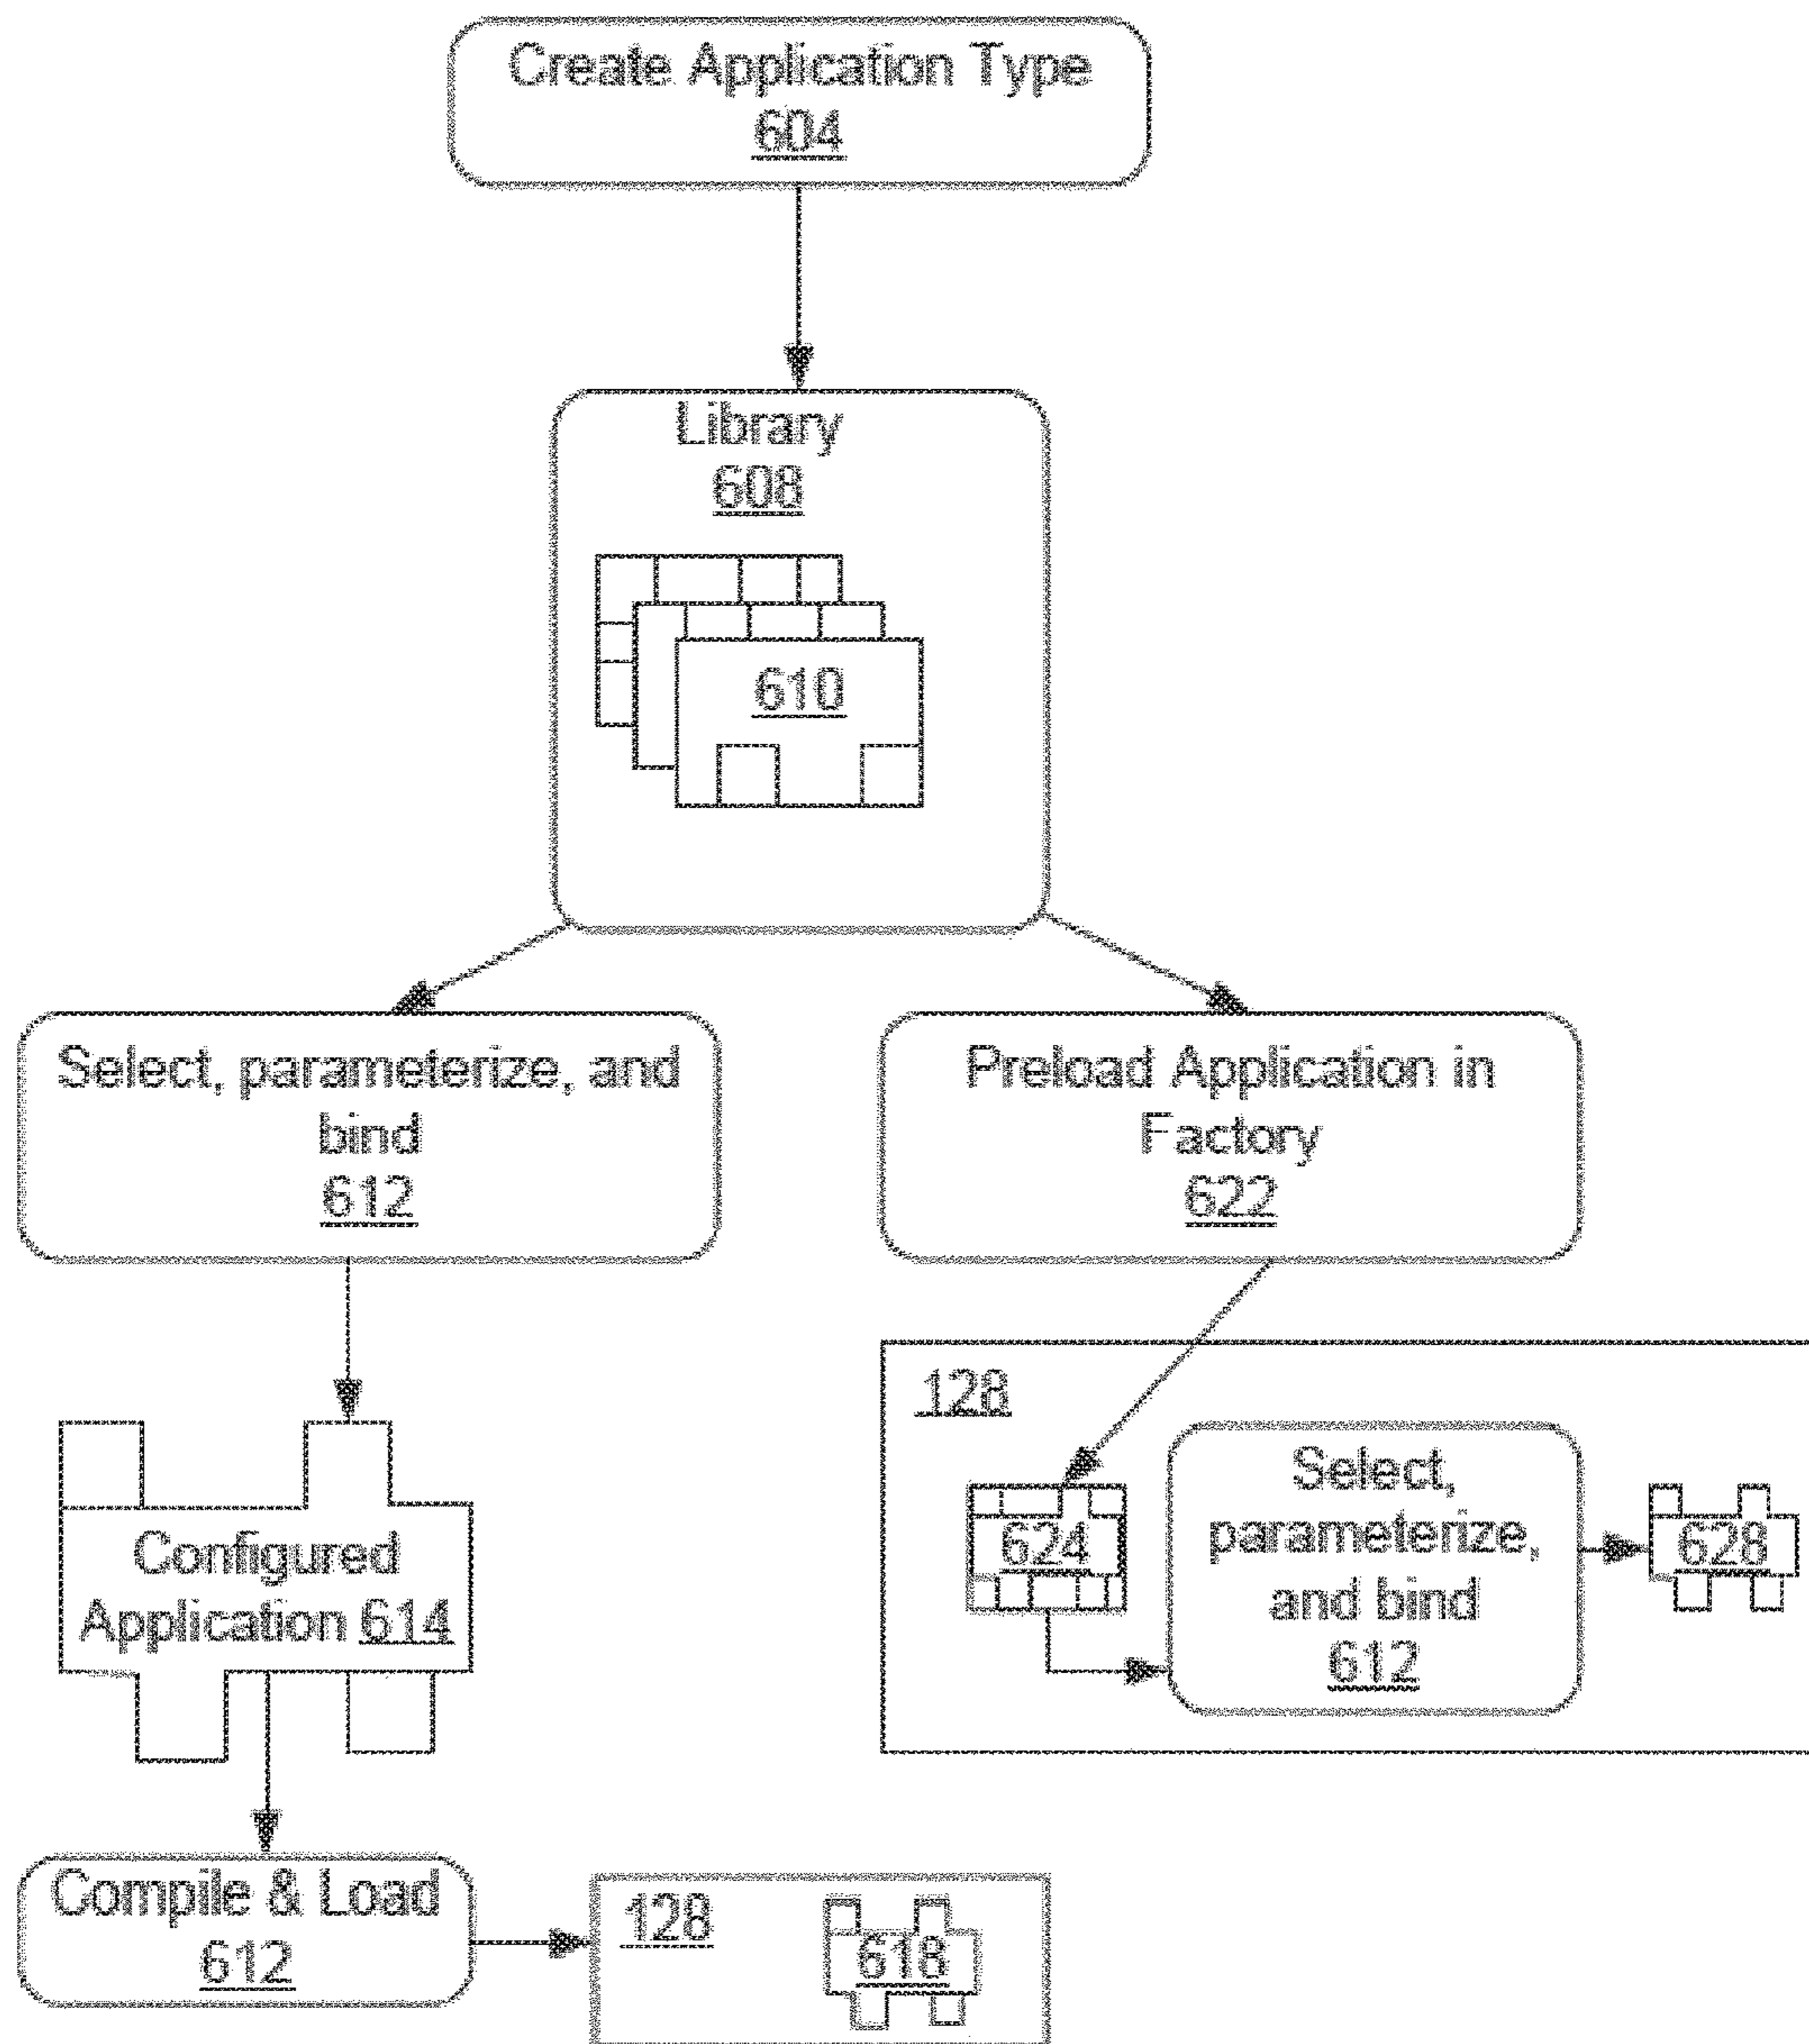 Create Application Type
604
Library
608
610
Select, parameterize, and
bind
612
Preload Application in
Factory
622
128
624
Select,
parameterize,
and bind
612
628
Configured
Application 614
Compile & Load
612
128
618